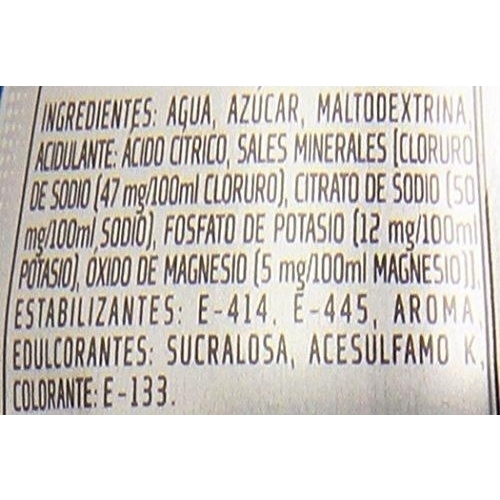 INGREDIENTES: AGUA, AZÚCAR, MALTODEXTRINA,
ACIDULANTE: ÁCIDO CÍTRICO, SALES MINERALES [CLORURO
DE SODIO (47 mg/100ml CLORURO), CITRATO DE SODIO (50
mg/100ml SODIO), FOSFATO DE POTASIO (12 mg/100ml
POTASIO), ÓXIDO DE MAGNESIO (5 mg/100ml MAGNESIO)],
ESTABILIZANTES: E-414, E-445, AROMA,
EDULCORANTES: SUCRALOSA, ACESULFAMO K,
COLORANTE: E-133.